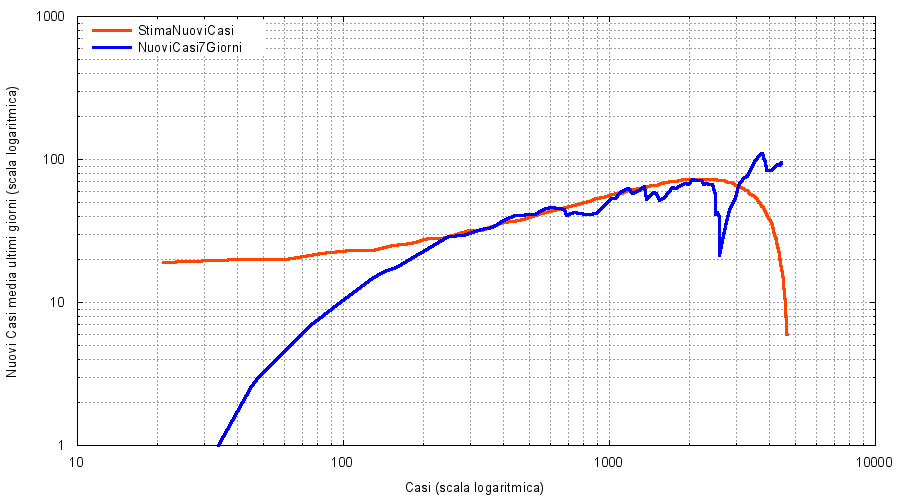 1000
StimaNuoviCasi
NuoviCasi7Giorni
100
10
1
10 100 1000 10000
Nuovi Casi media ultimi giorni (scala logaritmica)
Casi (scala logaritmica)